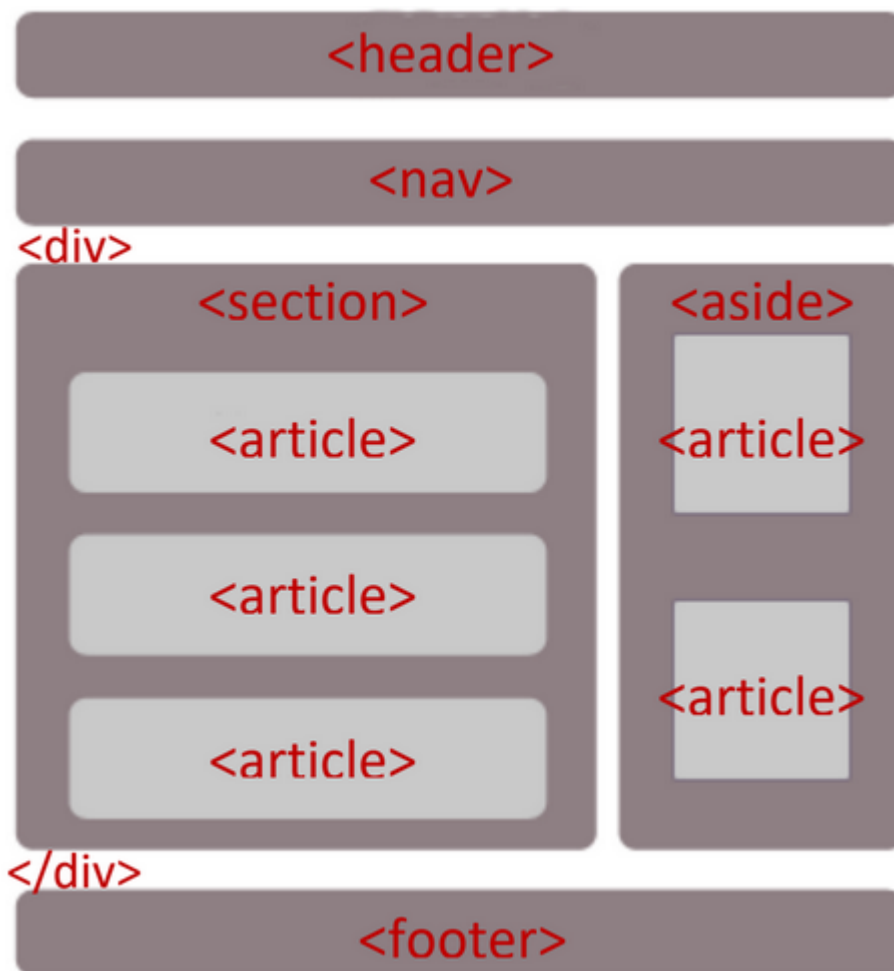 <header>
<nav>
<div>
<section>
<article>
<article>
<article>
<aside>
<article>
<article>
</div>
<footer>